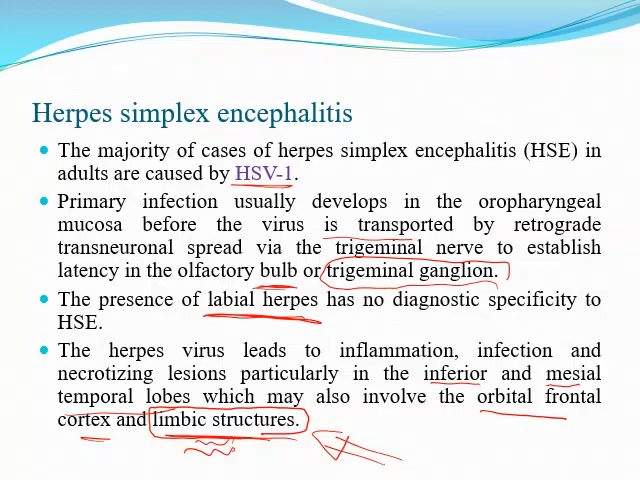 Herpes simplex encephalitis
The majority of cases of herpes simplex encephalitis (HSE) in
adults are caused by HSV-1.
Primary infection usually develops in the oropharyngeal
mucosa before the virus is transported by retrograde
transneuronal spread via the trigeminal nerve to establish
latency in the olfactory bulb or trigeminal ganglion.
The presence of labial herpes has no diagnostic specificity to
HSE.
The herpes virus leads to inflammation, infection and
necrotizing lesions particularly in the inferior and mesial
temporal lobes which may also involve the orbital frontal
cortex and limbic structures.